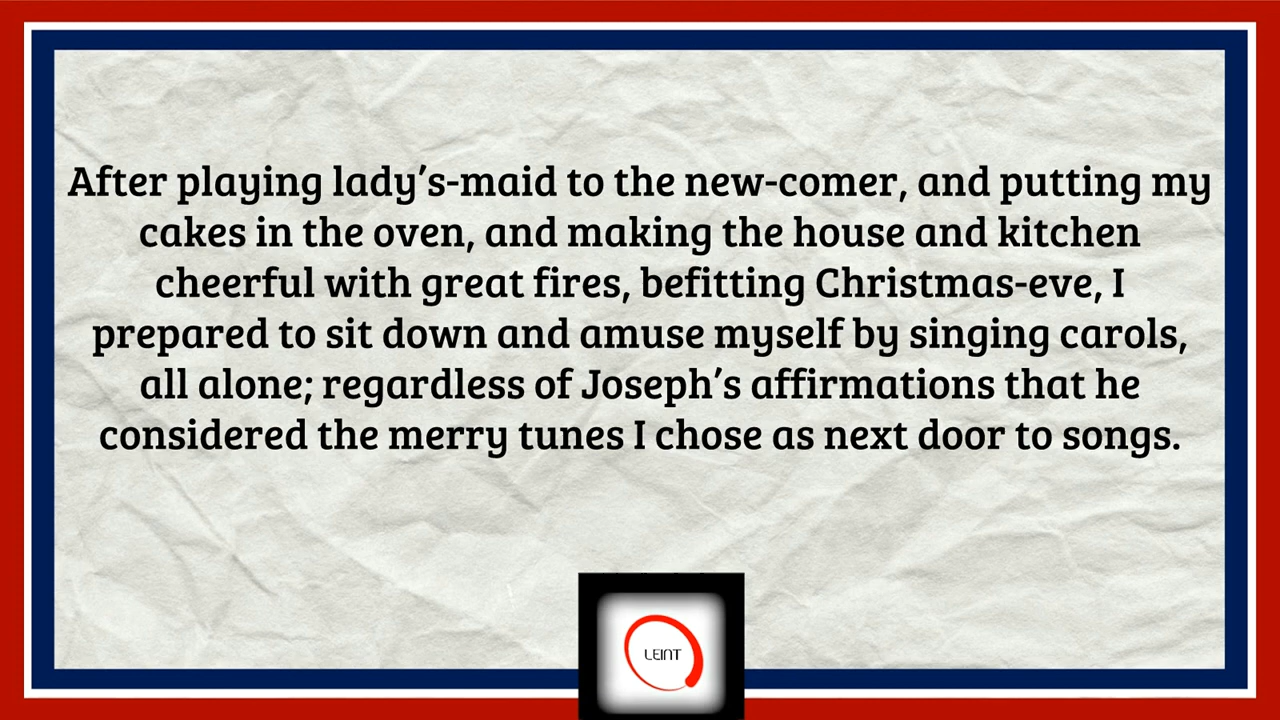 After playing lady’s-maid to the new-comer, and putting my
cakes in the oven, and making the house and kitchen
cheerful with great fires, befitting Christmas-eve, I
prepared to sit down and amuse myself by singing carols,
all alone; regardless of Joseph’s affirmations that he
considered the merry tunes I chose as next door to songs.
LEINT